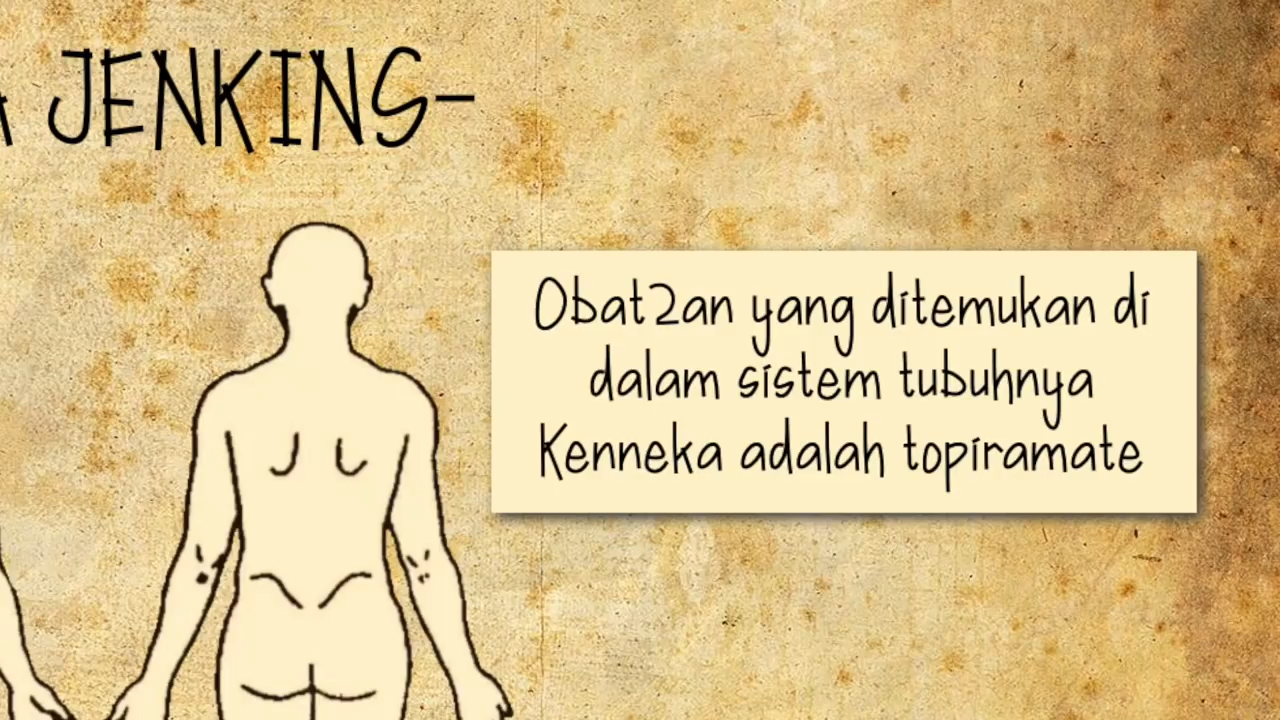 JENKINS-
Obat2an yang ditemukan di
dalam sistem tubuhnya
Kenneka adalah topiramate